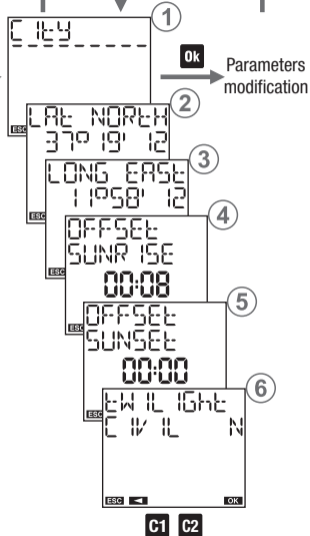 1
CItY
ESC
Ok
Parameters
modification
2
LAt NORtH
37° 19' 12
ESC
3
LONG EASt
11°58' 12
ESC
4
OFFSEt
SUNRISE
00:08
ESC
5
OFFSEt
SUNSEt
00:00
ESC
6
tWILIGht
CIVIL N
ESC ◄ OK
C1 C2